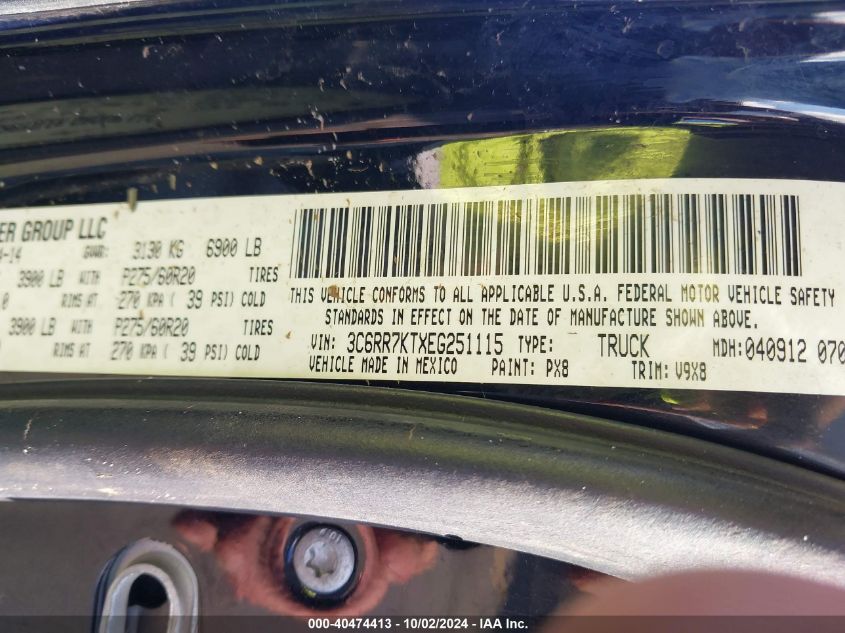 ER GROUP LLC
-14 GVWR: 3130 KG 6900 LB
3900 LB WITH P275/60R20 TIRES
0 RIMS AT 270 KPA ( 39 PSI) COLD
3900 LB WITH P275/60R20 TIRES
RIMS AT 270 KPA ( 39 PSI) COLD
THIS VEHICLE CONFORMS TO ALL APPLICABLE U.S.A. FEDERAL MOTOR VEHICLE SAFETY
STANDARDS IN EFFECT ON THE DATE OF MANUFACTURE SHOWN ABOVE.
VIN: 3C6RR7KTXEG251115 TYPE: TRUCK MDH:040912 070
VEHICLE MADE IN MEXICO PAINT: PX8 TRIM: V9X8
000-40474413 - 10/02/2024 - IAA Inc.